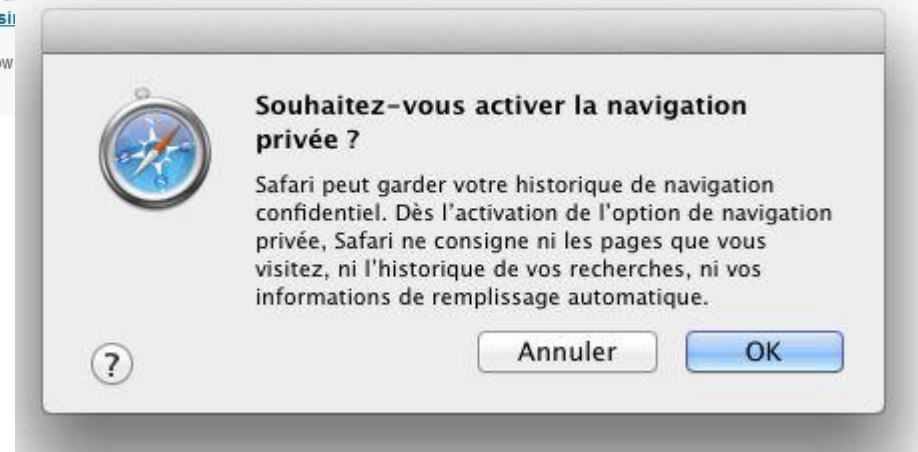 Souhaitez-vous activer la navigation
privée ?
Safari peut garder votre historique de navigation
confidentiel. Dès l'activation de l'option de navigation
privée, Safari ne consigne ni les pages que vous
visitez, ni l'historique de vos recherches, ni vos
informations de remplissage automatique.
?
Annuler
OK